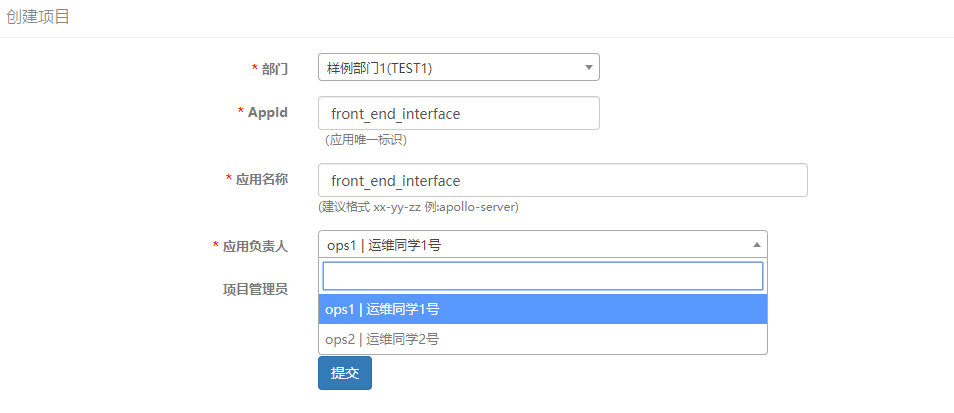 创建项目
* 部门 样例部门1(TEST1)
* AppId front_end_interface
(应用唯一标识)
* 应用名称 front_end_interface
(建议格式 xx-yy-zz 例:apollo-server)
* 应用负责人 ops1 | 运维同学1号
项目管理员
ops1 | 运维同学1号
ops2 | 运维同学2号
提交